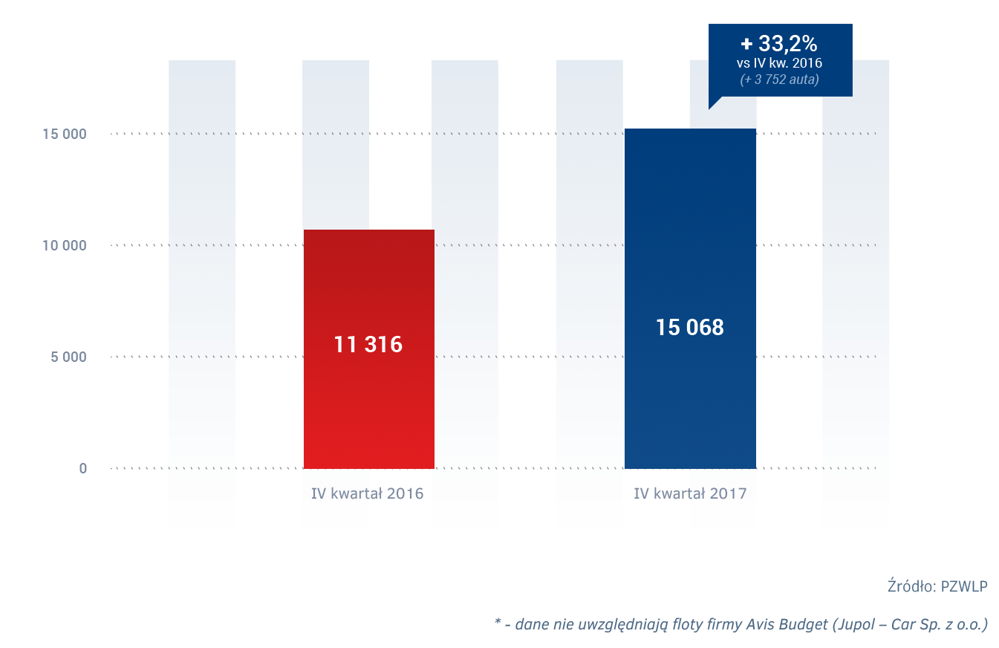 + 33,2%
vs IV kw. 2016
(+ 3 752 auta)
15 000
10 000
5 000
0
11 316
15 068
IV kwartał 2016
IV kwartał 2017
Źródło: PZWLP
* - dane nie uwzględniają floty firmy Avis Budget (Jupol – Car Sp. z o.o.)